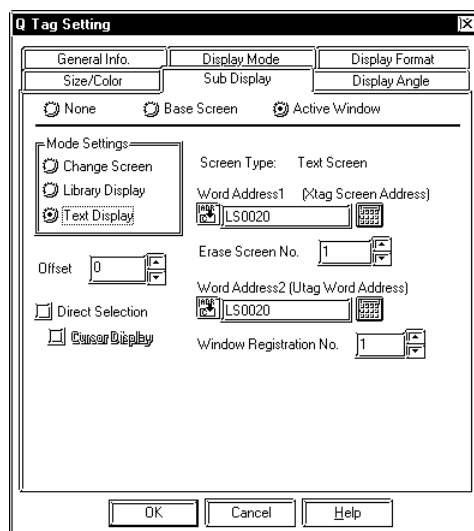 Q Tag Setting
General Info. Display Mode Display Format
Size/Color Sub Display Display Angle
None Base Screen Active Window
Mode Settings
Change Screen
Library Display
Text Display
Screen Type: Text Screen
Word Address1 (Xtag Screen Address)
LS0020
Erase Screen No. 1
Offset 0
Word Address2 (Utag Word Address)
LS0020
Direct Selection
Cursor Display
Window Registration No. 1
OK Cancel Help